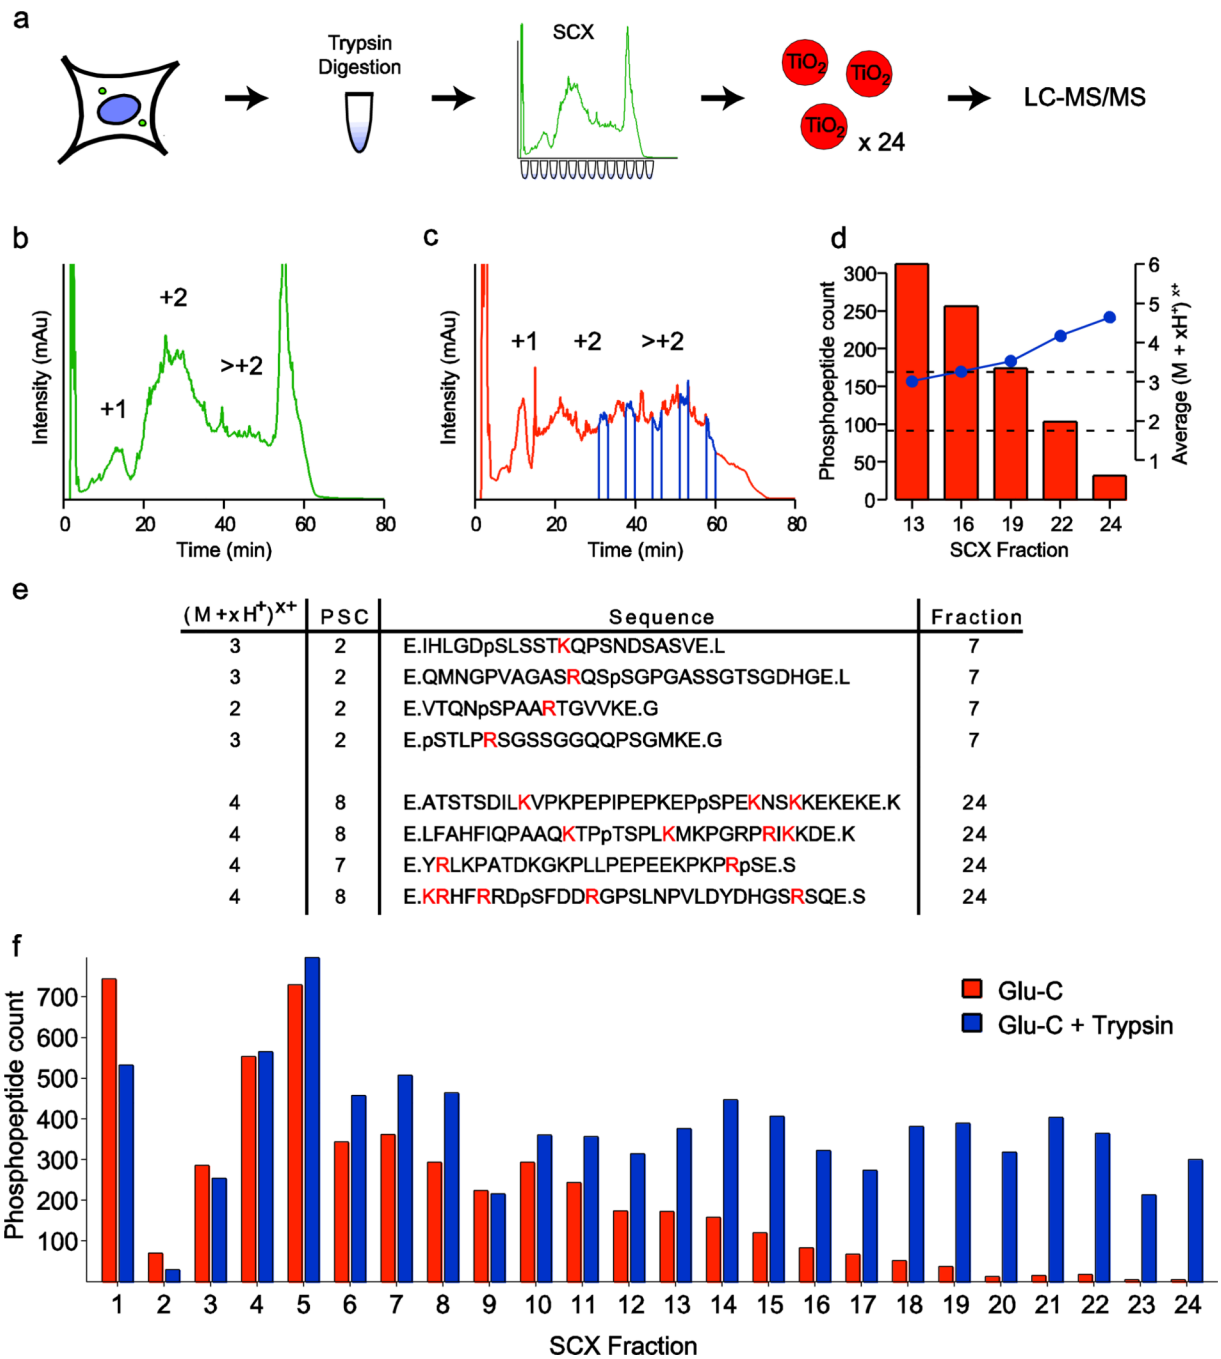 a
Trypsin
Digestion
SCX
TiO2
TiO2
TiO2
x 24
LC-MS/MS
b
Intensity (mAu)
+1
+2
>+2
0 20 40 60 80
Time (min)
c
Intensity (mAu)
+1
+2
>+2
0 20 40 60 80
Time (min)
d
Phosphopeptide count
300
250
200
150
100
50
0
6
5
4
3
2
1
Average (M + xH⁺)ˣ⁺
13 16 19 22 24
SCX Fraction
e
(M+xH⁺)ˣ⁺ PSC Sequence Fraction
3 2 E.IHLGDpSLSSTKQPSNDSASVE.L 7
3 2 E.QMNGPVAGASRQSpSGPGASSGTSGDHGE.L 7
2 2 E.VTQNpSPAARTGVVKE.G 7
3 2 E.pSTLPRSGSSGGQQPSGMKE.G 7
4 8 E.ATSTSDILKVPKPEPIPEPKEPpSPEKNSKKEKEKE.K 24
4 8 E.LFAHFIQPAAQKTPpTSPLKMKPGRPRIKKDE.K 24
4 7 E.YRLKPATDKGKPLLPEPEEKPKPRpSE.S 24
4 8 E.KRHFRRDpSFDDRGPSLNPVLDYDHGSRSQE.S 24
f
Phosphopeptide count
700
600
500
400
300
200
100
Glu-C
Glu-C + Trypsin
1 2 3 4 5 6 7 8 9 10 11 12 13 14 15 16 17 18 19 20 21 22 23 24
SCX Fraction